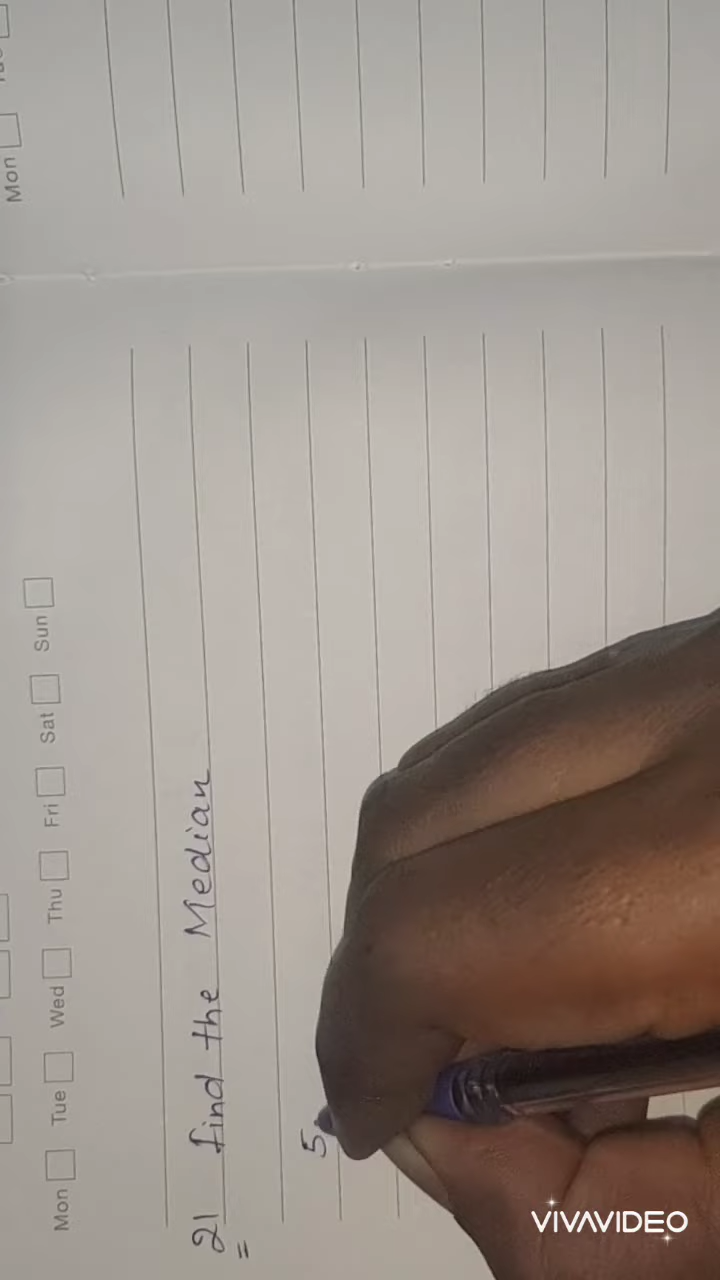 Mon
Mon Tue Wed Thu Fri Sat Sun
21 find the Median
5,
VIVAVIDEO